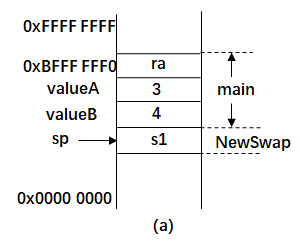 0xFFFF FFFF
0xBFFF FFF0 ra
valueA 3 main
valueB 4
sp s1 NewSwap
0x0000 0000
(a)